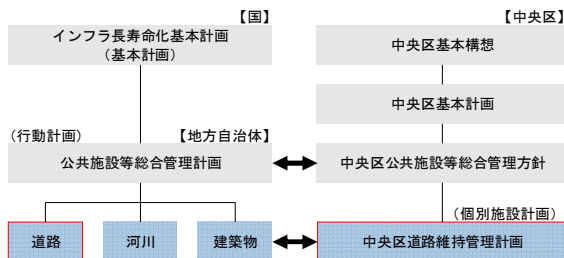 【国】
インフラ長寿命化基本計画
(基本計画)
(行動計画)
【地方自治体】
公共施設等総合管理計画
道路
河川
建築物
【中央区】
中央区基本構想
中央区基本計画
中央区公共施設等総合管理方針
(個別施設計画)
中央区道路維持管理計画